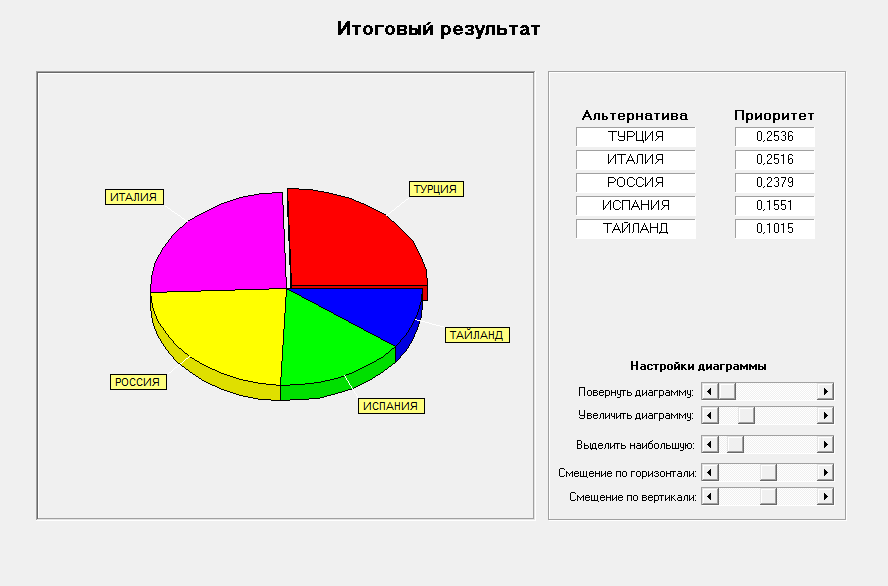 Итоговый результат
ИТАЛИЯ
ТУРЦИЯ
ТАЙЛАНД
РОССИЯ
ИСПАНИЯ
Альтернатива Приоритет
ТУРЦИЯ 0,2536
ИТАЛИЯ 0,2516
РОССИЯ 0,2379
ИСПАНИЯ 0,1551
ТАЙЛАНД 0,1015
Настройки диаграммы
Повернуть диаграмму:
Увеличить диаграмму:
Выделить наибольшую:
Смещение по горизонтали:
Смещение по вертикали: